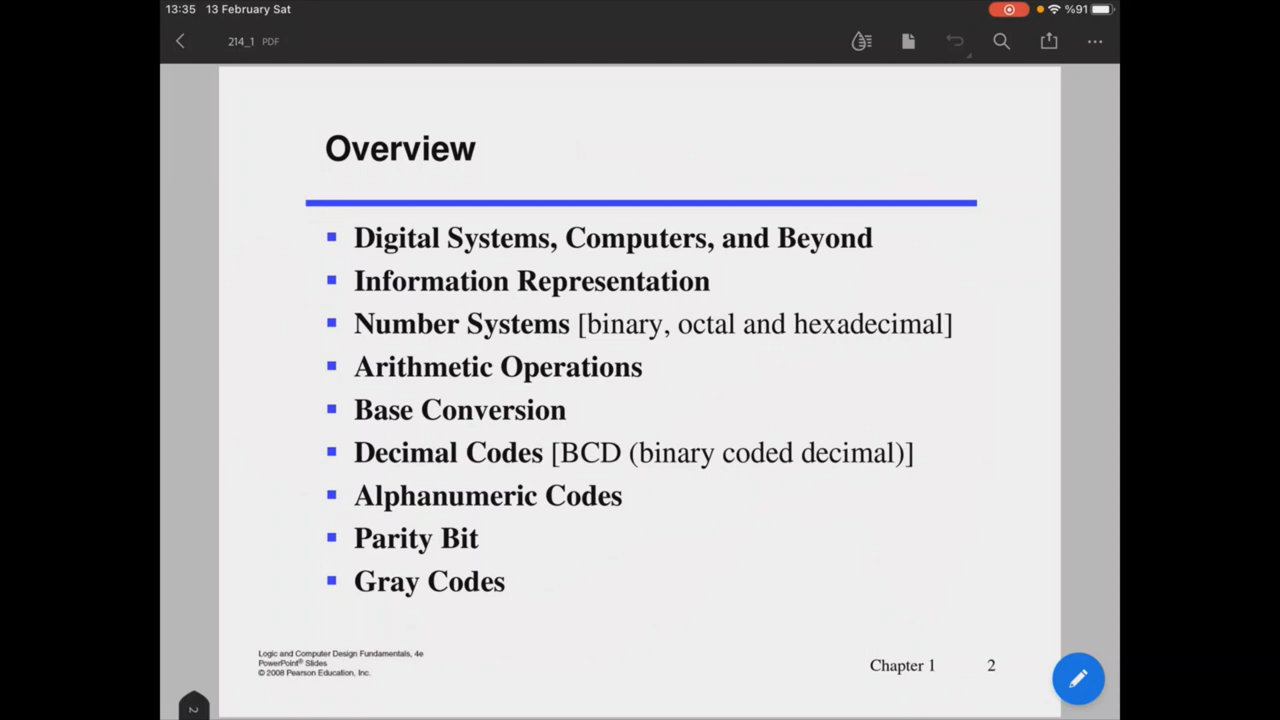 13:35 13 February Sat
%91
214_1 PDF
Overview
Digital Systems, Computers, and Beyond
Information Representation
Number Systems [binary, octal and hexadecimal]
Arithmetic Operations
Base Conversion
Decimal Codes [BCD (binary coded decimal)]
Alphanumeric Codes
Parity Bit
Gray Codes
Logic and Computer Design Fundamentals, 4e
PowerPoint® Slides
© 2008 Pearson Education, Inc.
Chapter 1 2
2